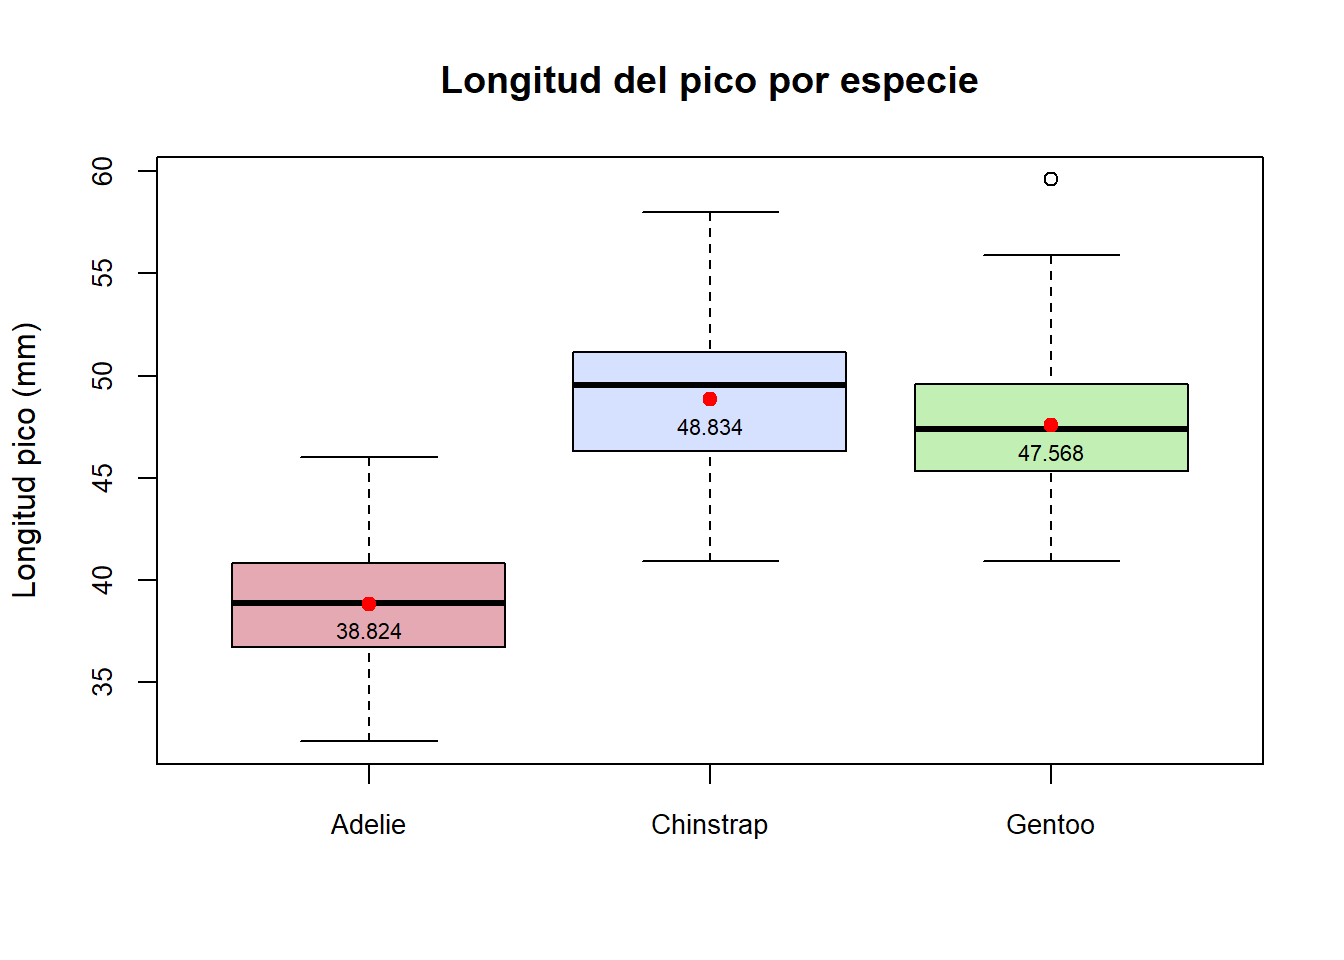 Longitud del pico por especie
Longitud pico (mm)
60
55
50
45
40
35
38.824
48.834
47.568
Adelie
Chinstrap
Gentoo